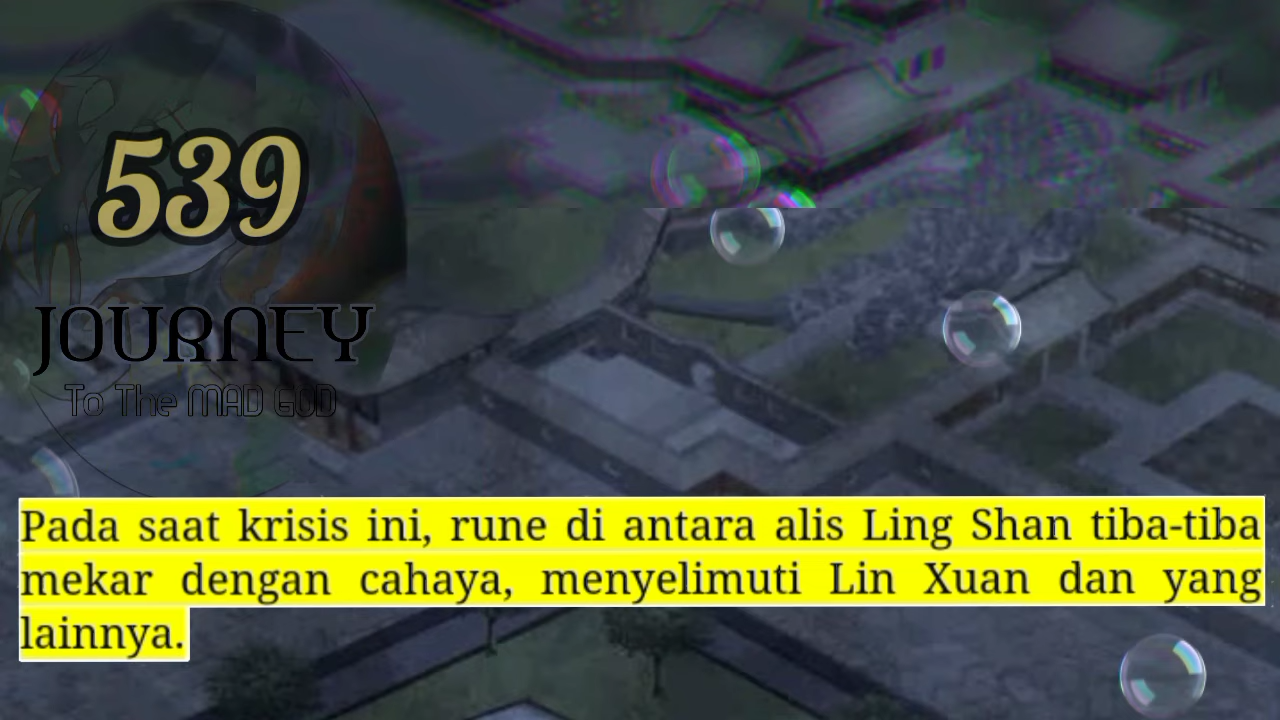 539
JOURNEY
To The MAD GOD
Pada saat krisis ini, rune di antara alis Ling Shan tiba-tiba
mekar dengan cahaya, menyelimuti Lin Xuan dan yang
lainnya.